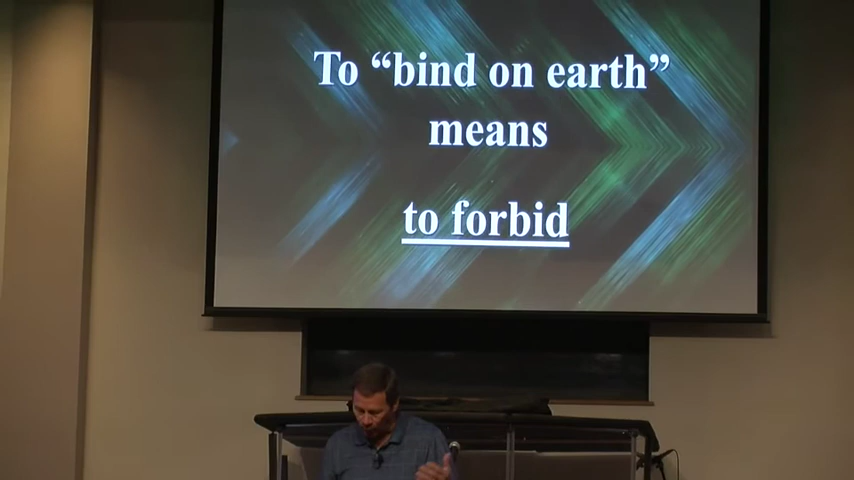 To “bind on earth”
means
to forbid